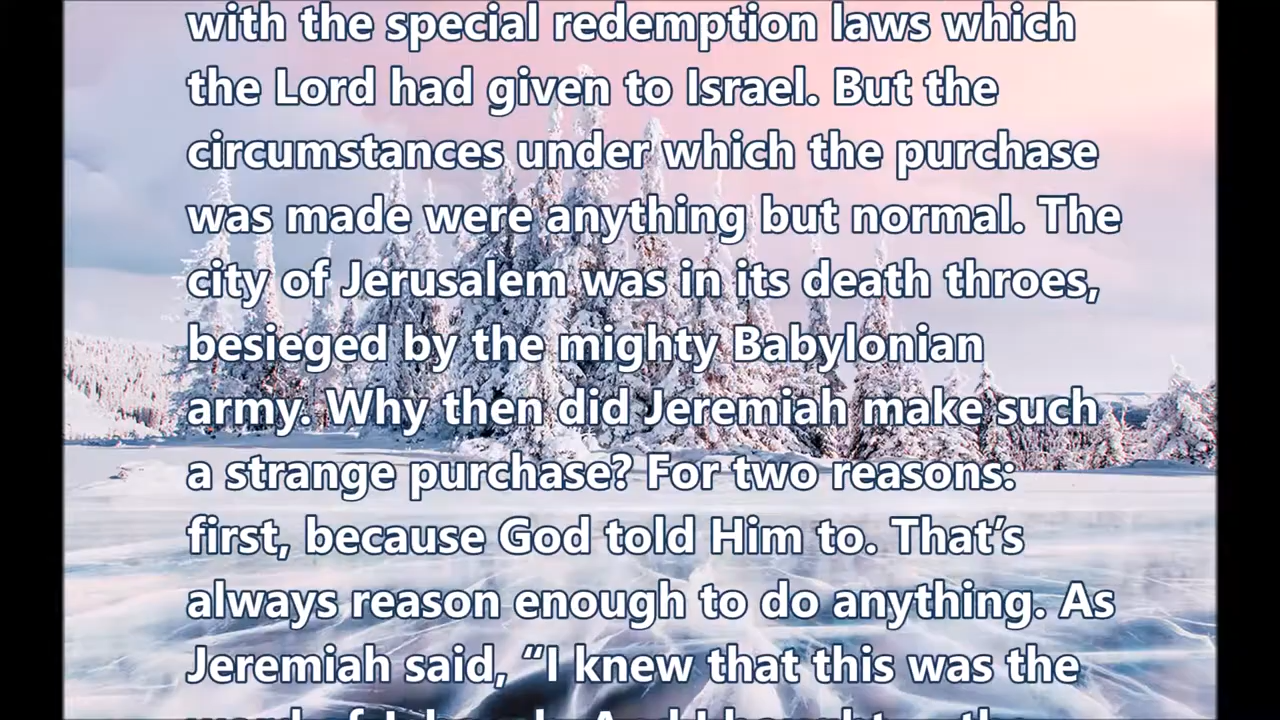 with the special redemption laws which
the Lord had given to Israel. But the
circumstances under which the purchase
was made were anything but normal. The
city of Jerusalem was in its death throes,
besieged by the mighty Babylonian
army. Why then did Jeremiah make such
a strange purchase? For two reasons:
first, because God told Him to. That’s
always reason enough to do anything. As
Jeremiah said, “I knew that this was the